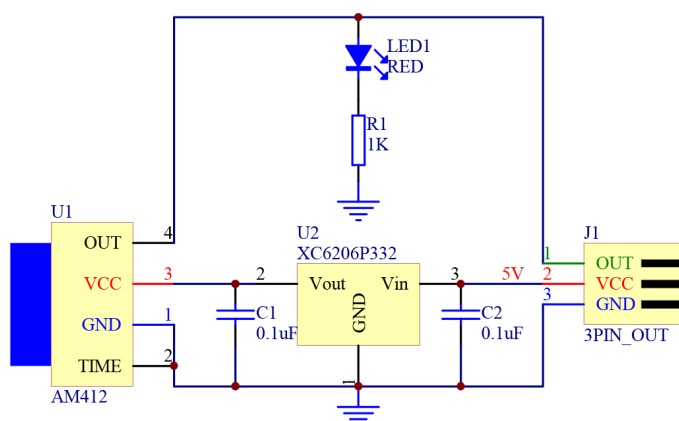 LED1
RED
R1
1K
U1
4
OUT
VCC
3
GND
1
TIME
2
AM412
U2
XC6206P332
2
Vout
Vin
3
GND
1
C1
0.1uF
C2
0.1uF
5V
J1
1
OUT
2
VCC
3
GND
3PIN_OUT